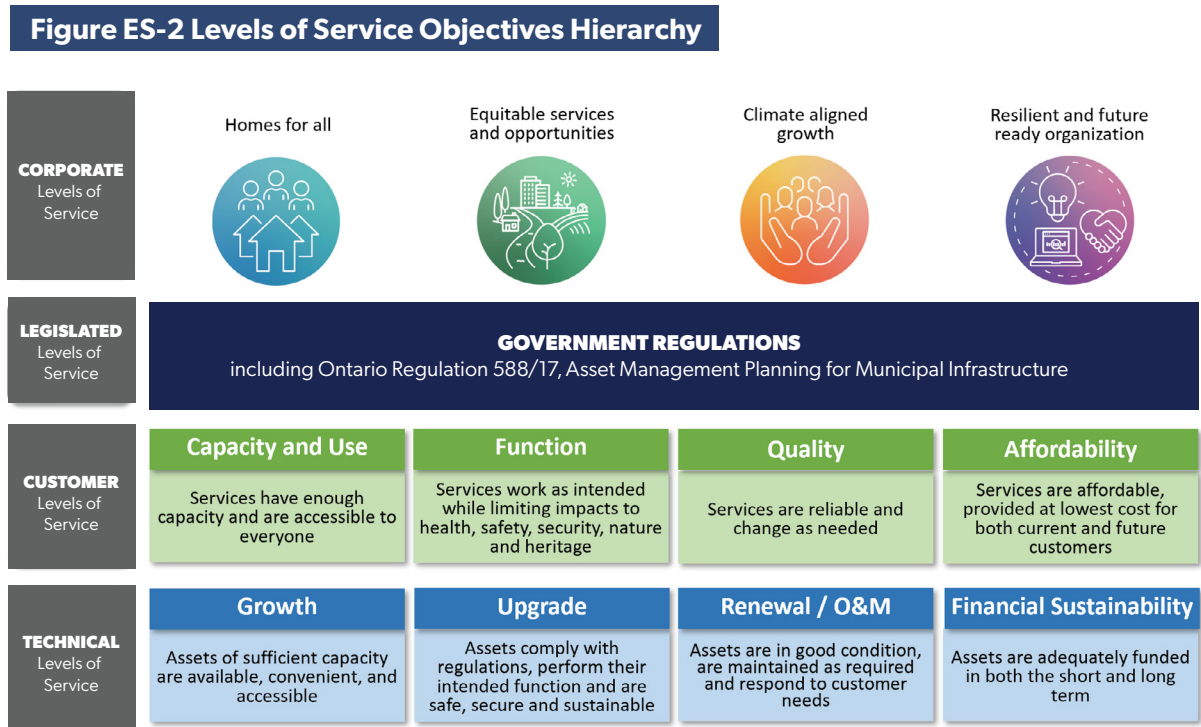 Figure ES-2 Levels of Service Objectives Hierarchy
CORPORATE
Levels of
Service
Homes for all
Equitable services
and opportunities
Climate aligned
growth
Resilient and future
ready organization
LEGISLATED
Levels of
Service
GOVERNMENT REGULATIONS
including Ontario Regulation 588/17, Asset Management Planning for Municipal Infrastructure
CUSTOMER
Levels of
Service
Capacity and Use
Services have enough
capacity and are accessible to
everyone
Function
Services work as intended
while limiting impacts to
health, safety, security, nature
and heritage
Quality
Services are reliable and
change as needed
Affordability
Services are affordable,
provided at lowest cost for
both current and future
customers
TECHNICAL
Levels of
Service
Growth
Assets of sufficient capacity
are available, convenient, and
accessible
Upgrade
Assets comply with
regulations, perform their
intended function and are
safe, secure and sustainable
Renewal / O&M
Assets are in good condition,
are maintained as required
and respond to customer
needs
Financial Sustainability
Assets are adequately funded
in both the short and long
term